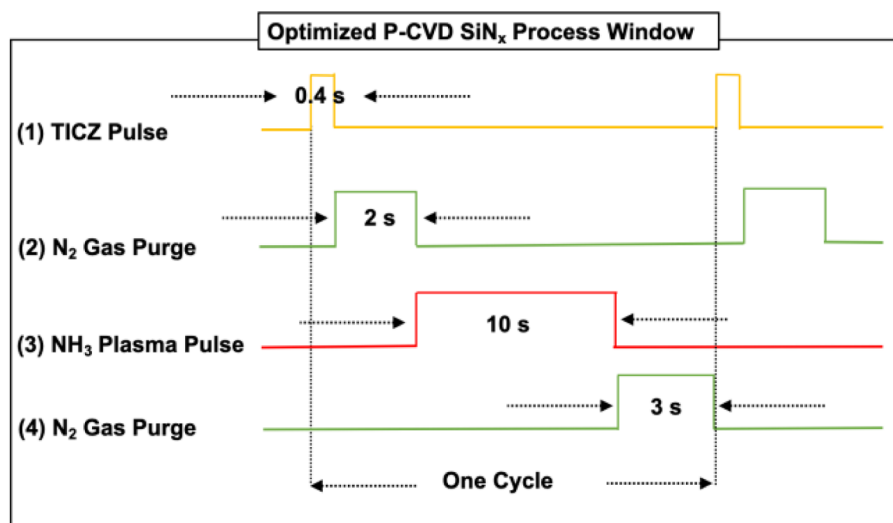 Optimized P-CVD SiNₓ Process Window
0.4 s
(1) TICZ Pulse
2 s
(2) N₂ Gas Purge
10 s
(3) NH₃ Plasma Pulse
3 s
(4) N₂ Gas Purge
One Cycle